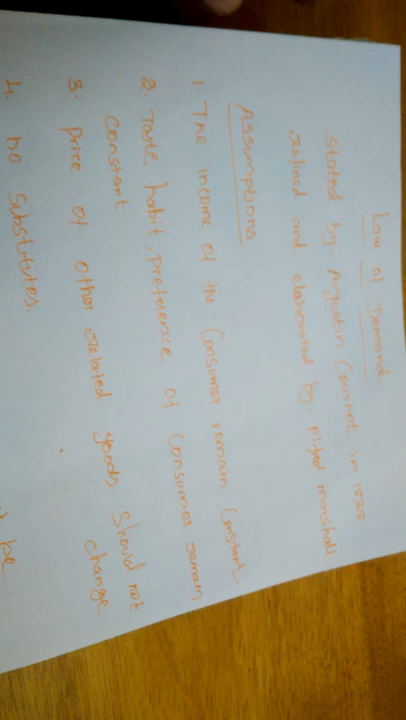 Law of Demand
Stated by - Augustin Cournot in 1838
refined and elaborated by - Alfred marshall
Assumptions
1. The income of the Consumer remain Constant.
2. Taste, habit, Preference of Consumer remain
Constant
3. Price of other related goods should not
change
4. no substitutes.
be